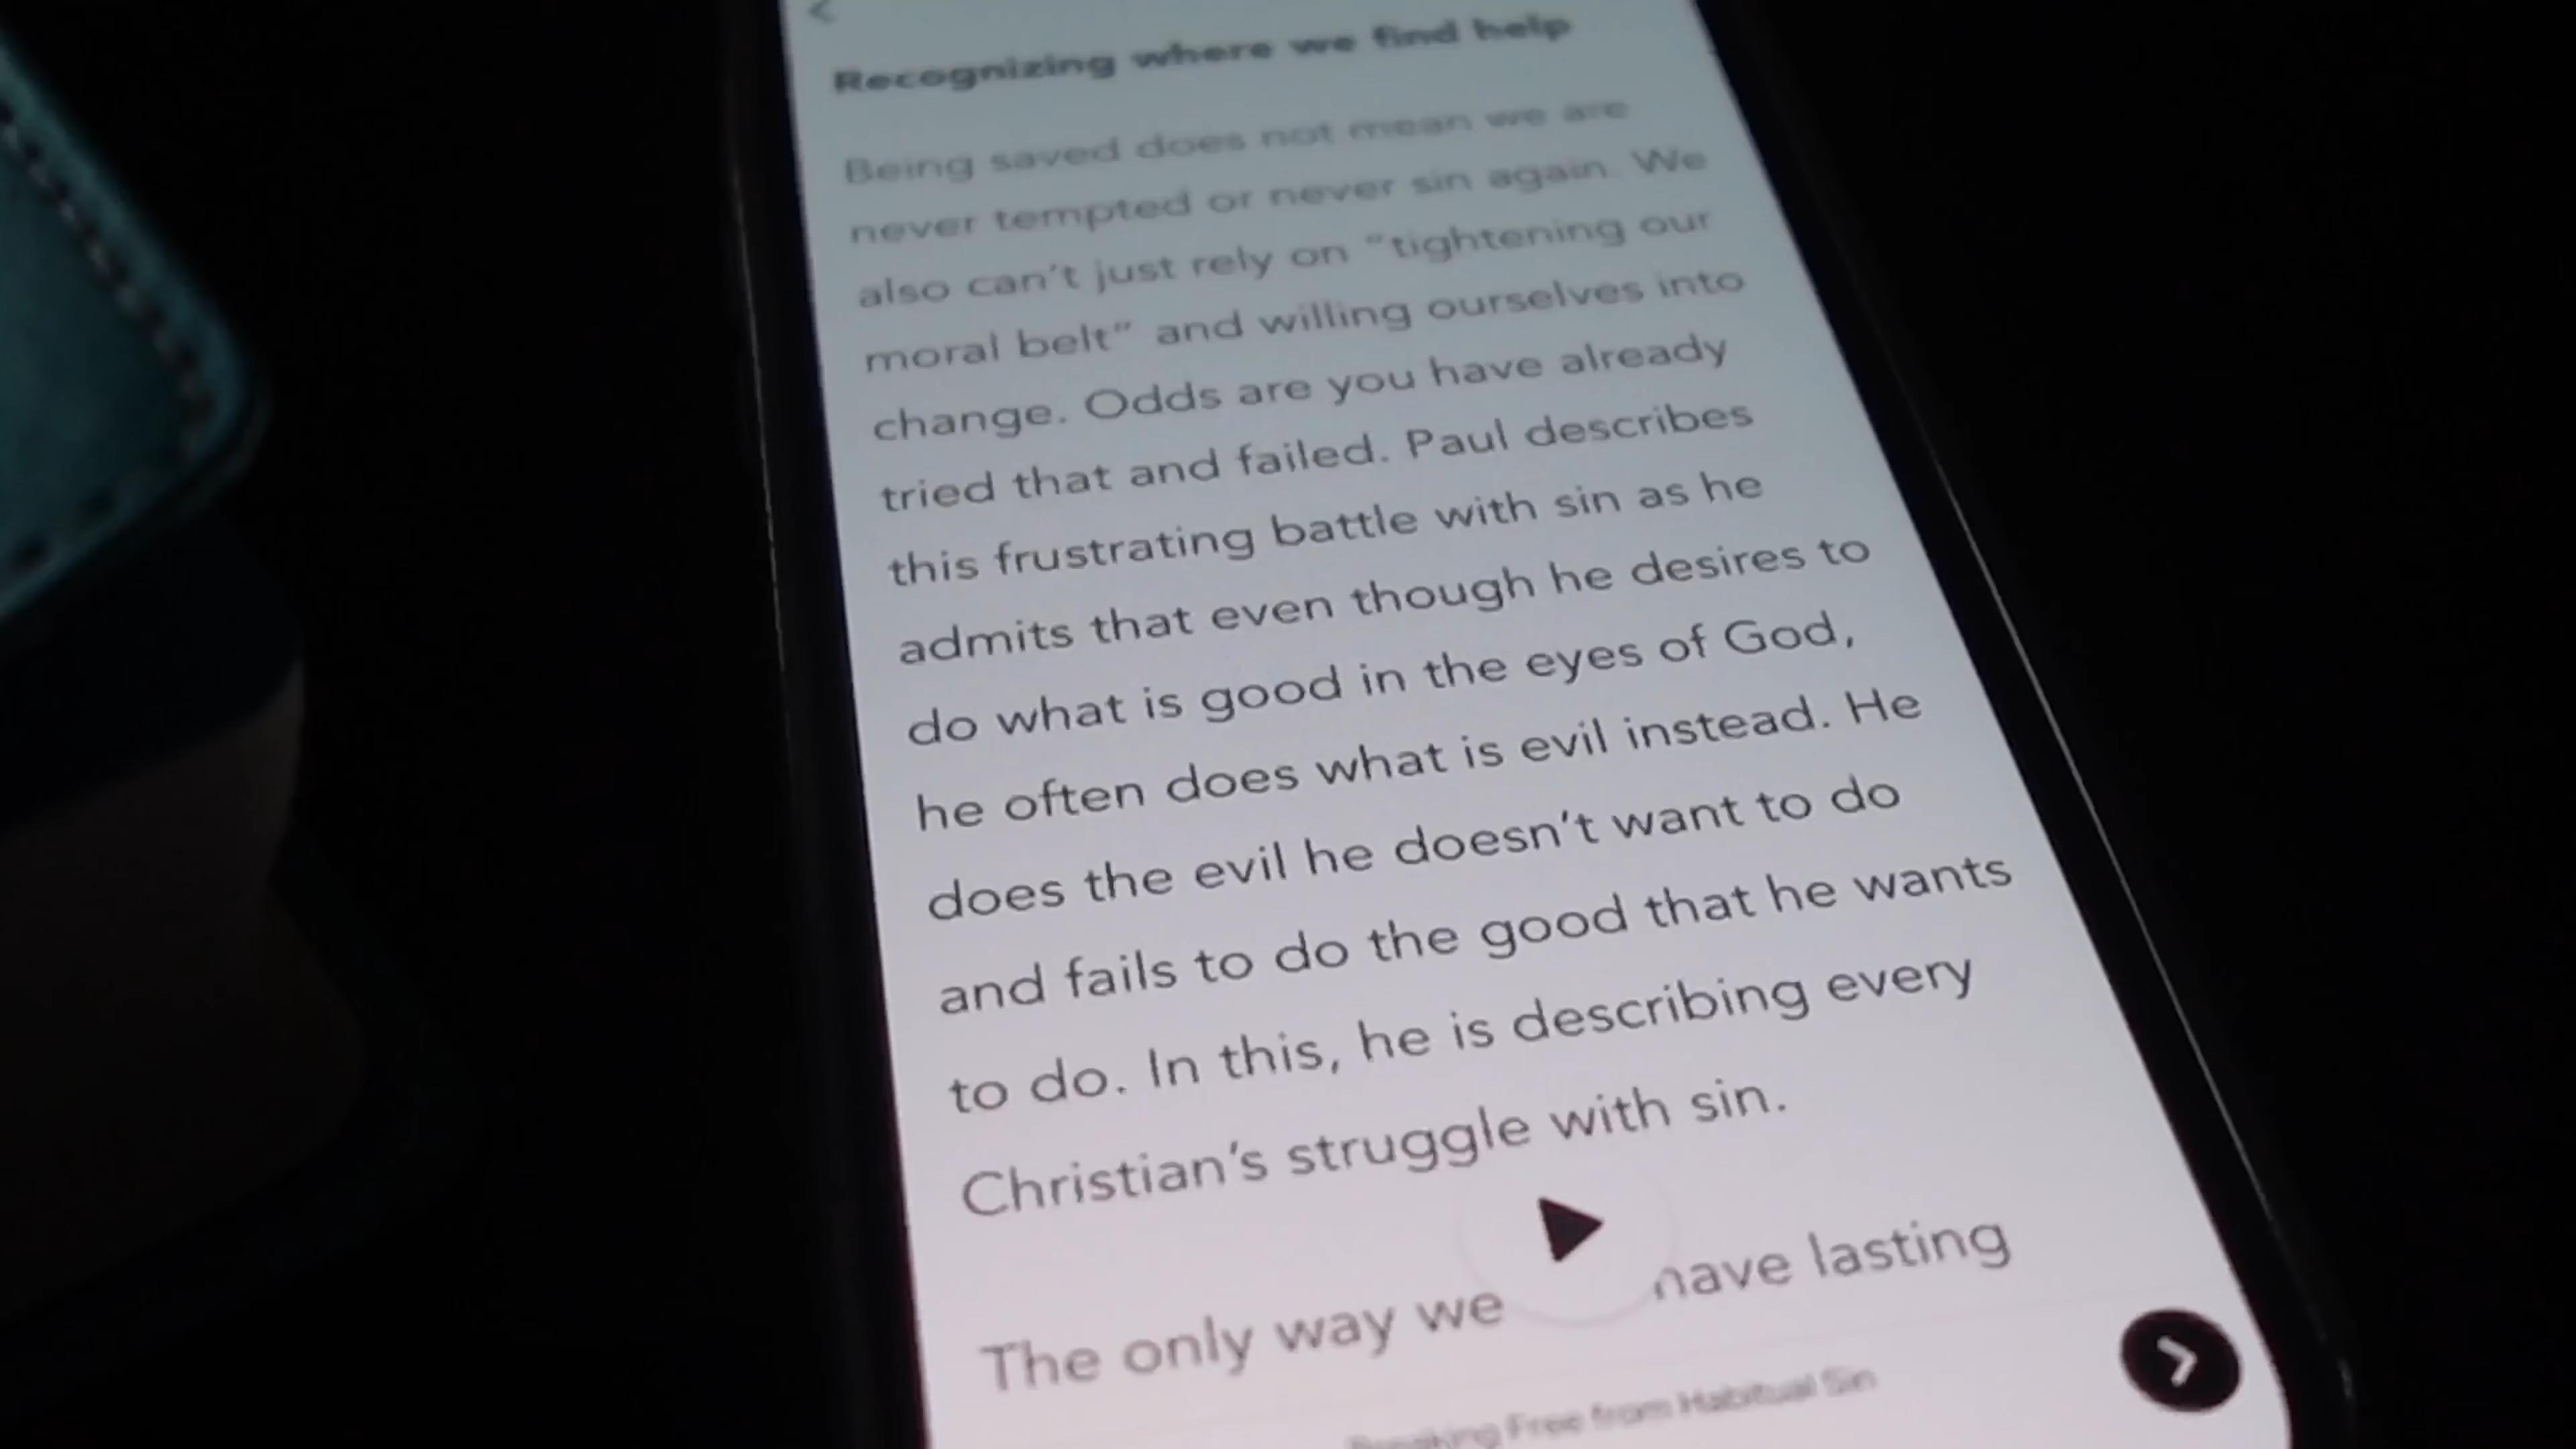 Recognizing where we find help
Being saved does not mean we are
never tempted or never sin again. We
also can't just rely on "tightening our
moral belt" and willing ourselves into
change. Odds are you have already
tried that and failed. Paul describes
this frustrating battle with sin as he
admits that even though he desires to
do what is good in the eyes of God,
he often does what is evil instead. He
does the evil he doesn't want to do
and fails to do the good that he wants
to do. In this, he is describing every
Christian's struggle with sin.
The only way we have lasting
Breaking Free from Habitual Sin